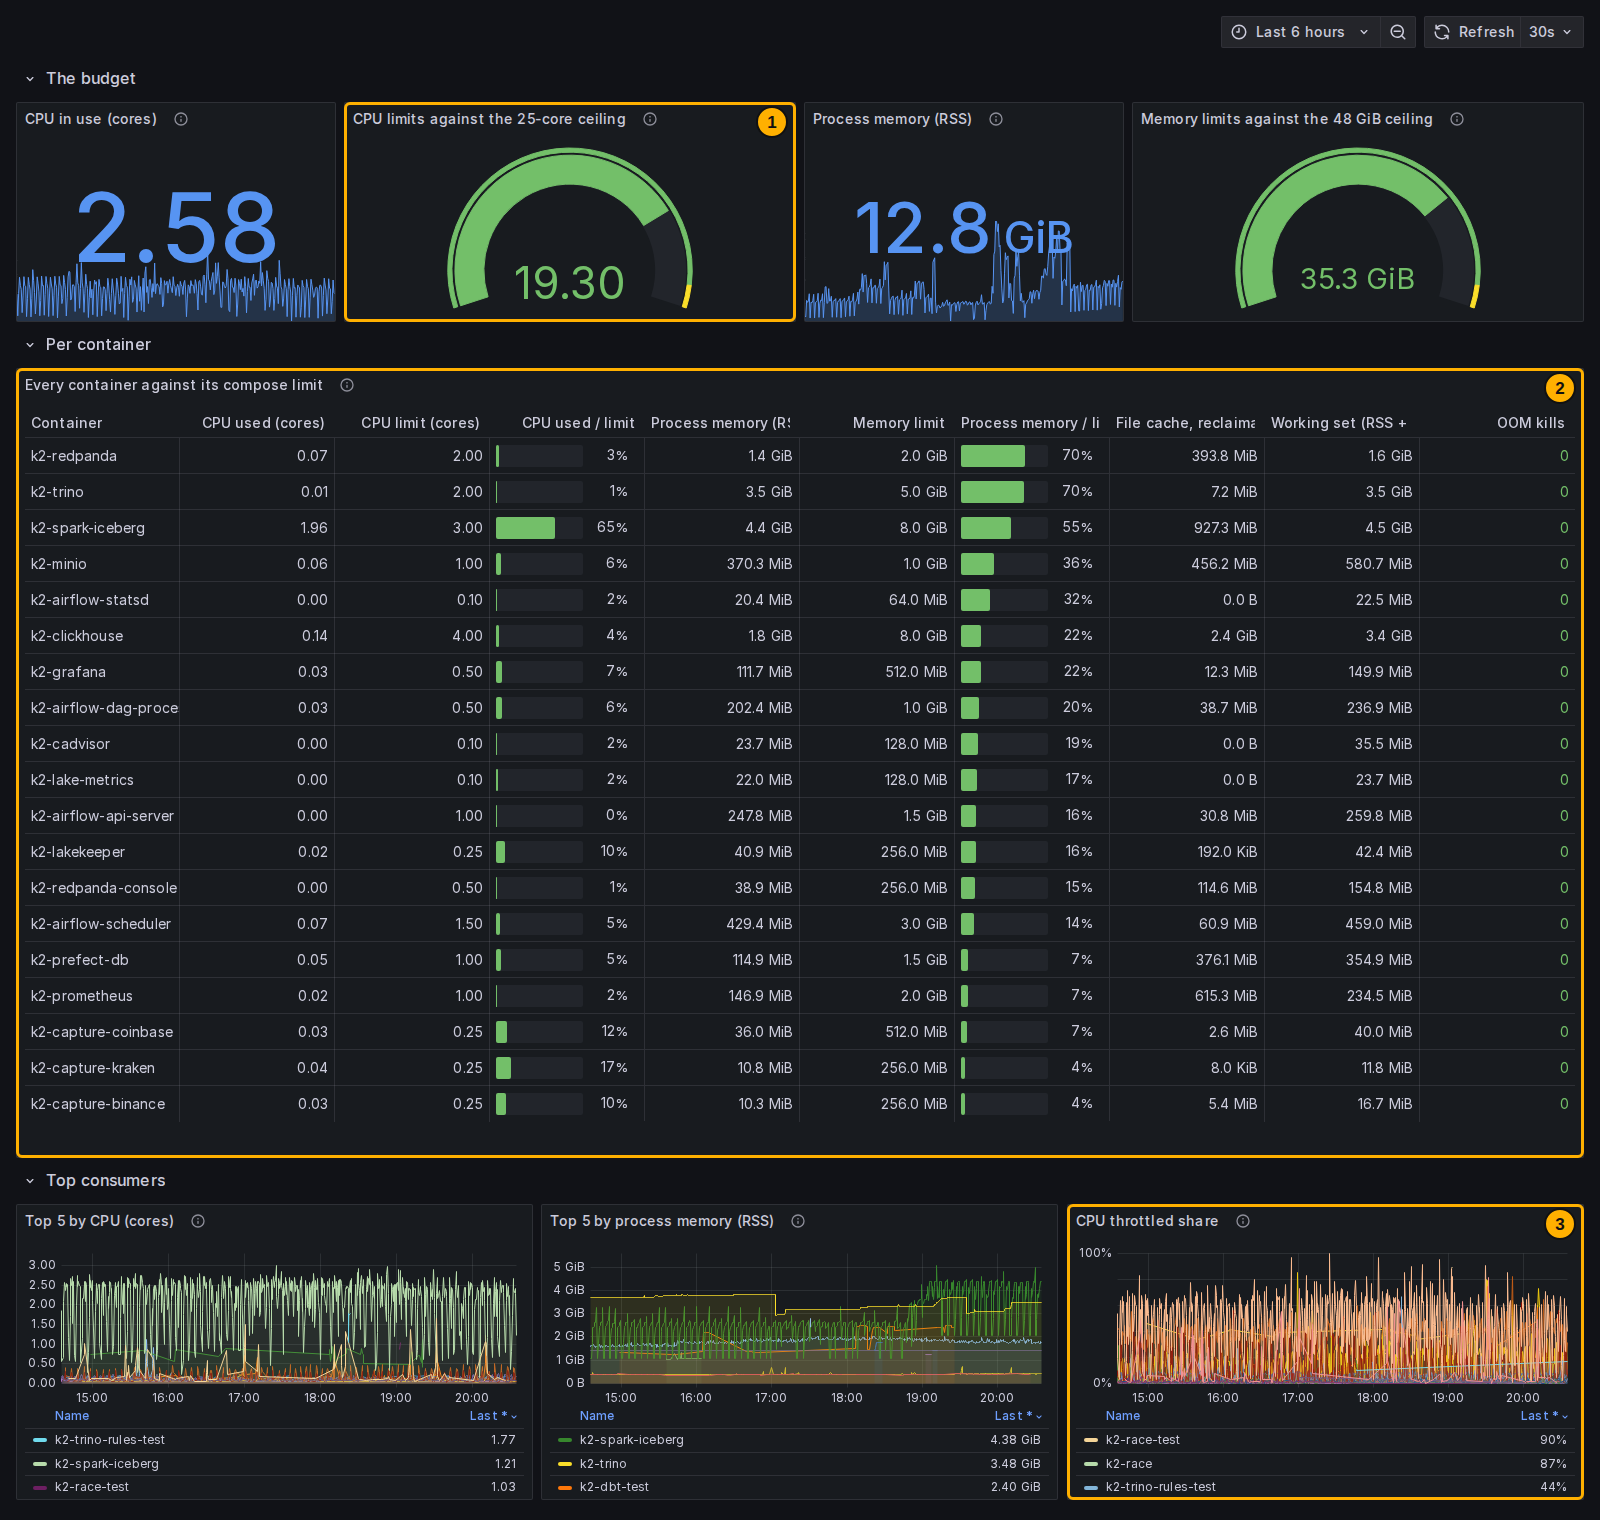 Last 6 hours
Refresh 30s
The budget
CPU in use (cores)
2.58
CPU limits against the 25-core ceiling
1
19.30
Process memory (RSS)
12.8 GiB
Memory limits against the 48 GiB ceiling
35.3 GiB
Per container
Every container against its compose limit
2
Container CPU used (cores) CPU limit (cores) CPU used / limit Process memory (RS Memory limit Process memory / li File cache, reclaima Working set (RSS + OOM kills
k2-redpanda 0.07 2.00 3% 1.4 GiB 2.0 GiB 70% 393.8 MiB 1.6 GiB 0
k2-trino 0.01 2.00 1% 3.5 GiB 5.0 GiB 70% 7.2 MiB 3.5 GiB 0
k2-spark-iceberg 1.96 3.00 65% 4.4 GiB 8.0 GiB 55% 927.3 MiB 4.5 GiB 0
k2-minio 0.06 1.00 6% 370.3 MiB 1.0 GiB 36% 456.2 MiB 580.7 MiB 0
k2-airflow-statsd 0.00 0.10 2% 20.4 MiB 64.0 MiB 32% 0.0 B 22.5 MiB 0
k2-clickhouse 0.14 4.00 4% 1.8 GiB 8.0 GiB 22% 2.4 GiB 3.4 GiB 0
k2-grafana 0.03 0.50 7% 111.7 MiB 512.0 MiB 22% 12.3 MiB 149.9 MiB 0
k2-airflow-dag-proce 0.03 0.50 6% 202.4 MiB 1.0 GiB 20% 38.7 MiB 236.9 MiB 0
k2-cadvisor 0.00 0.10 2% 23.7 MiB 128.0 MiB 19% 0.0 B 35.5 MiB 0
k2-lake-metrics 0.00 0.10 2% 22.0 MiB 128.0 MiB 17% 0.0 B 23.7 MiB 0
k2-airflow-api-server 0.00 1.00 0% 247.8 MiB 1.5 GiB 16% 30.8 MiB 259.8 MiB 0
k2-lakekeeper 0.02 0.25 10% 40.9 MiB 256.0 MiB 16% 192.0 KiB 42.4 MiB 0
k2-redpanda-console 0.00 0.50 1% 38.9 MiB 256.0 MiB 15% 114.6 MiB 154.8 MiB 0
k2-airflow-scheduler 0.07 1.50 5% 429.4 MiB 3.0 GiB 14% 60.9 MiB 459.0 MiB 0
k2-prefect-db 0.05 1.00 5% 114.9 MiB 1.5 GiB 7% 376.1 MiB 354.9 MiB 0
k2-prometheus 0.02 1.00 2% 146.9 MiB 2.0 GiB 7% 615.3 MiB 234.5 MiB 0
k2-capture-coinbase 0.03 0.25 12% 36.0 MiB 512.0 MiB 7% 2.6 MiB 40.0 MiB 0
k2-capture-kraken 0.04 0.25 17% 10.8 MiB 256.0 MiB 4% 8.0 KiB 11.8 MiB 0
k2-capture-binance 0.03 0.25 10% 10.3 MiB 256.0 MiB 4% 5.4 MiB 16.7 MiB 0
Top consumers
Top 5 by CPU (cores)
3.00
2.50
2.00
1.50
1.00
0.50
0.00
15:00 16:00 17:00 18:00 19:00 20:00
Name Last *
k2-trino-rules-test 1.77
k2-spark-iceberg 1.21
k2-race-test 1.03
Top 5 by process memory (RSS)
5 GiB
4 GiB
3 GiB
2 GiB
1 GiB
0 B
15:00 16:00 17:00 18:00 19:00 20:00
Name Last *
k2-spark-iceberg 4.38 GiB
k2-trino 3.48 GiB
k2-dbt-test 2.40 GiB
CPU throttled share
3
100%
0%
15:00 16:00 17:00 18:00 19:00 20:00
Name Last *
k2-race-test 90%
k2-race 87%
k2-trino-rules-test 44%